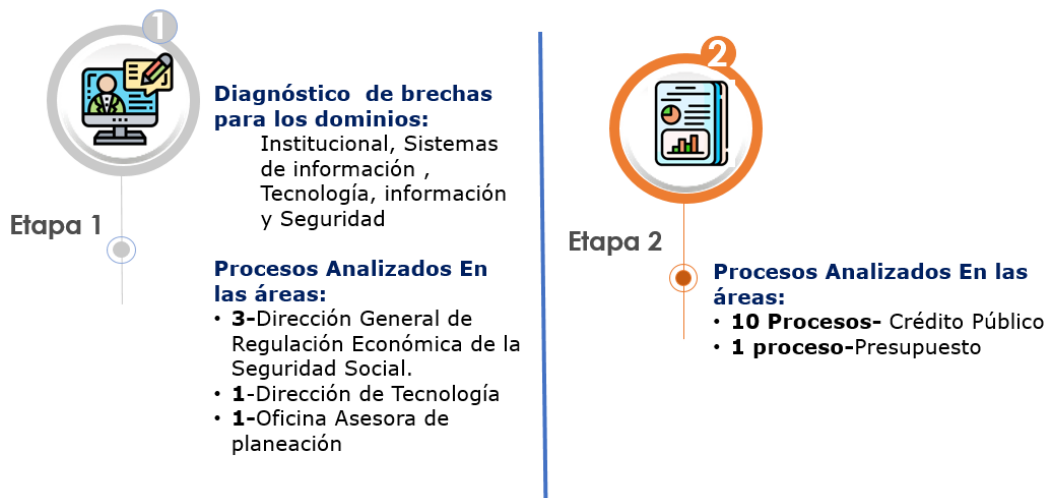 1
Diagnóstico de brechas
para los dominios:
Institucional, Sistemas
de información ,
Tecnología, información
y Seguridad
Etapa 1
Procesos Analizados En
las áreas:
• 3-Dirección General de
Regulación Económica de la
Seguridad Social.
• 1-Dirección de Tecnología
• 1-Oficina Asesora de
planeación
2
Etapa 2
Procesos Analizados En las
áreas:
• 10 Procesos- Crédito Público
• 1 proceso-Presupuesto